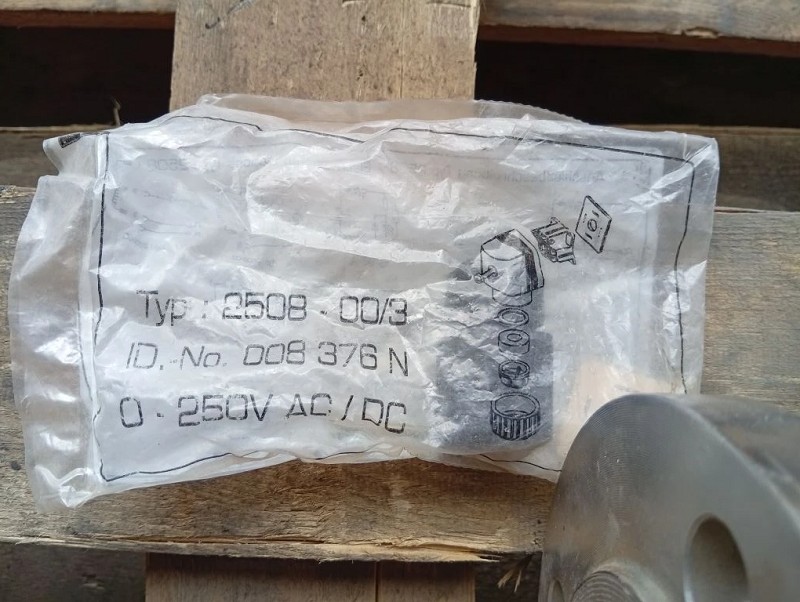 Typ : 2508 - 00/3
ID.-No. 008 376 N
0 - 250V AC / DC